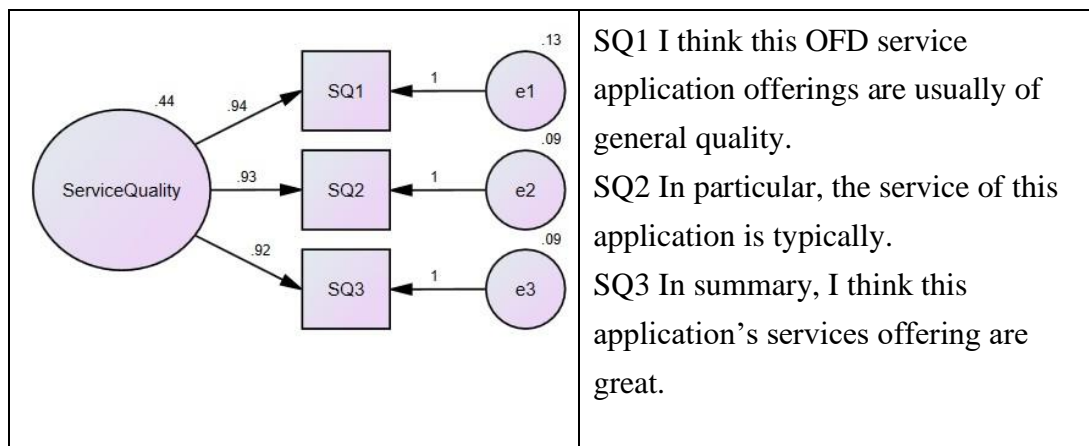 .13
SQ1
1
e1
.44
.94
.09
ServiceQuality
.93
SQ2
1
e2
.09
.92
SQ3
1
e3
SQ1 I think this OFD service
application offerings are usually of
general quality.
SQ2 In particular, the service of this
application is typically.
SQ3 In summary, I think this
application’s services offering are
great.